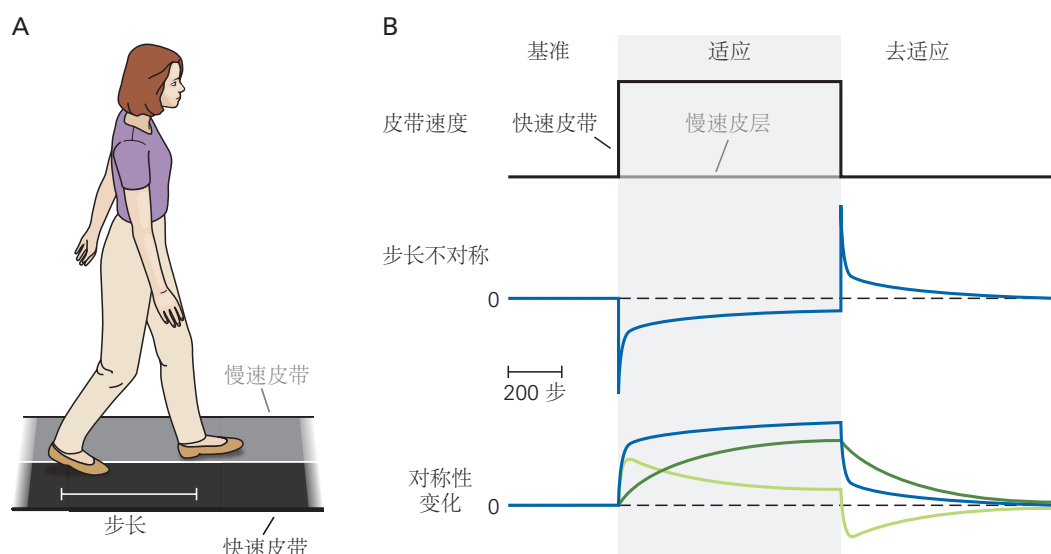 A
慢速皮带
步长
快速皮带
B
基准
适应
去适应
皮带速度
快速皮带
慢速皮层
步长不对称
0
200 步
对称性
变化
0